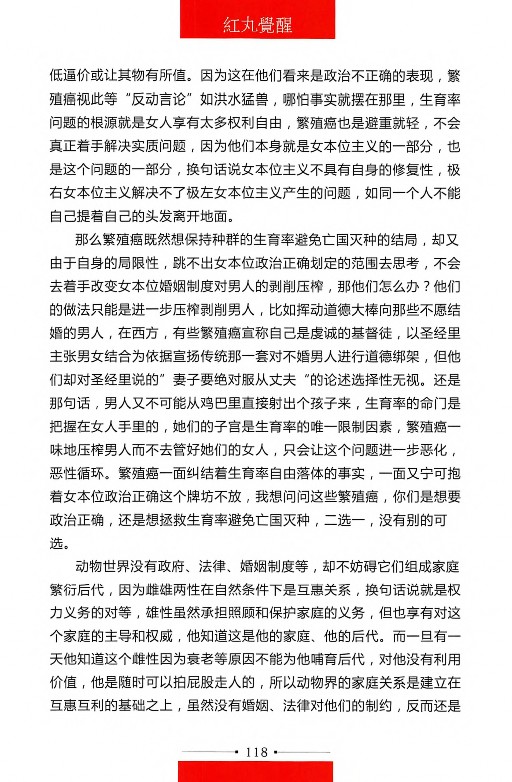 紅丸覺醒
低逼价或让其物有所值。因为这在他们看来是政治不正确的表现，繁
殖癌视此等“反动言论”如洪水猛兽，哪怕事实就摆在那里，生育率
问题的根源就是女人享有太多权利自由，繁殖癌也是避重就轻，不会
真正着手解决实质问题，因为他们本身就是女本位主义的一部分，也
是这个问题的一部分，换句话说女本位主义不具有自身的修复性，极
右女本位主义解决不了极左女本位主义产生的问题，如同一个人不能
自己提着自己的头发离开地面。
那么繁殖癌既然想保持种群的生育率避免亡国灭种的结局，却又
由于自身的局限性，跳不出女本位政治正确划定的范围去思考，不会
去着手改变女本位婚姻制度对男人的剥削压榨，那他们怎么办？他们
的做法只能是进一步压榨剥削男人，比如挥动道德大棒向那些不愿结
婚的男人，在西方，有些繁殖癌宣称自己是虔诚的基督徒，以圣经里
主张男女结合为依据宣扬传统那一套对不婚男人进行道德绑架，但他
们却对圣经里说的”妻子要绝对服从丈夫“的论述选择性无视。还是
那句话，男人又不可能从鸡巴里直接射出个孩子来，生育率的命门是
把握在女人手里的，她们的子宫是生育率的唯一限制因素，繁殖癌一
味地压榨男人而不去管好她们的女人，只会让这个问题进一步恶化，
恶性循环。繁殖癌一面纠结着生育率自由落体的事实，一面又宁可抱
着女本位政治正确这个牌坊不放，我想问问这些繁殖癌，你们是想要
政治正确，还是想拯救生育率避免亡国灭种，二选一，没有别的可
选。
动物世界没有政府、法律、婚姻制度等，却不妨碍它们组成家庭
繁衍后代，因为雌雄两性在自然条件下是互惠关系，换句话说就是权
力义务的对等，雄性虽然承担照顾和保护家庭的义务，但也享有对这
个家庭的主导和权威，他知道这是他的家庭、他的后代。而一旦有一
天他知道这个雌性因为衰老等原因不能为他哺育后代，对他没有利用
价值，他是随时可以拍屁股走人的，所以动物界的家庭关系是建立在
互惠互利的基础之上，虽然没有婚姻、法律对他们的制约，反而还是
118